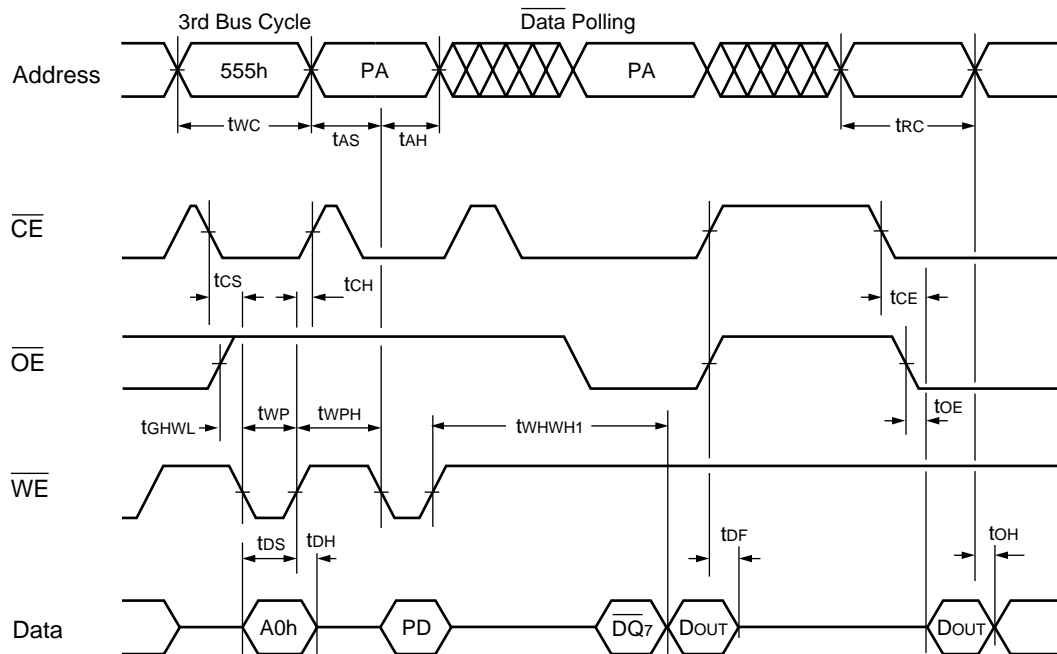 3rd Bus Cycle
Data Polling
Address
555h
PA
PA
tWC
tAS
tAH
tRC
CE
tCS
tCH
tCE
OE
tGHWL
tWP
tWPH
tWHWH1
tOE
WE
tDS
tDH
tDF
tOH
Data
A0h
PD
DQ7
DOUT
DOUT